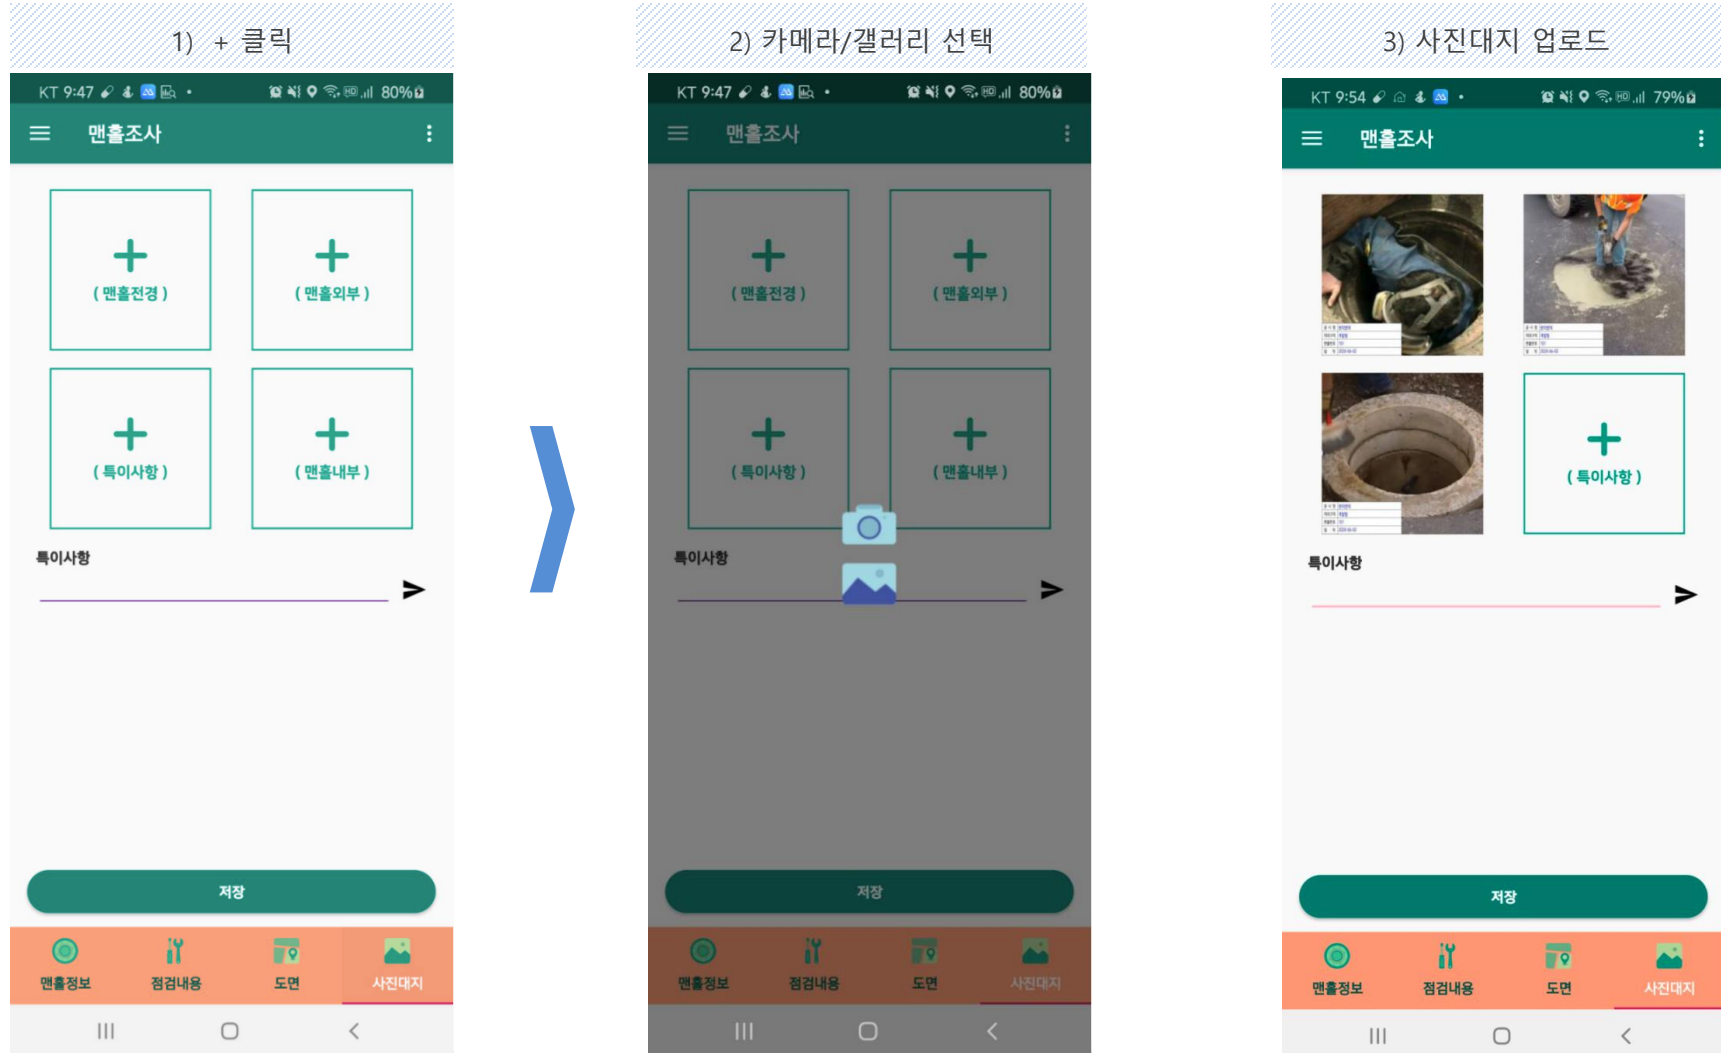 1) + 클릭
KT 9:47
80%
맨홀조사
( 맨홀전경 )
( 맨홀외부 )
( 특이사항 )
( 맨홀내부 )
특이사항
저장
맨홀정보
점검내용
도면
사진대지
2) 카메라/갤러리 선택
KT 9:47
80%
맨홀조사
( 맨홀전경 )
( 맨홀외부 )
( 특이사항 )
( 맨홀내부 )
특이사항
저장
맨홀정보
점검내용
도면
사진대지
3) 사진대지 업로드
KT 9:54
79%
맨홀조사
( 특이사항 )
특이사항
저장
맨홀정보
점검내용
도면
사진대지